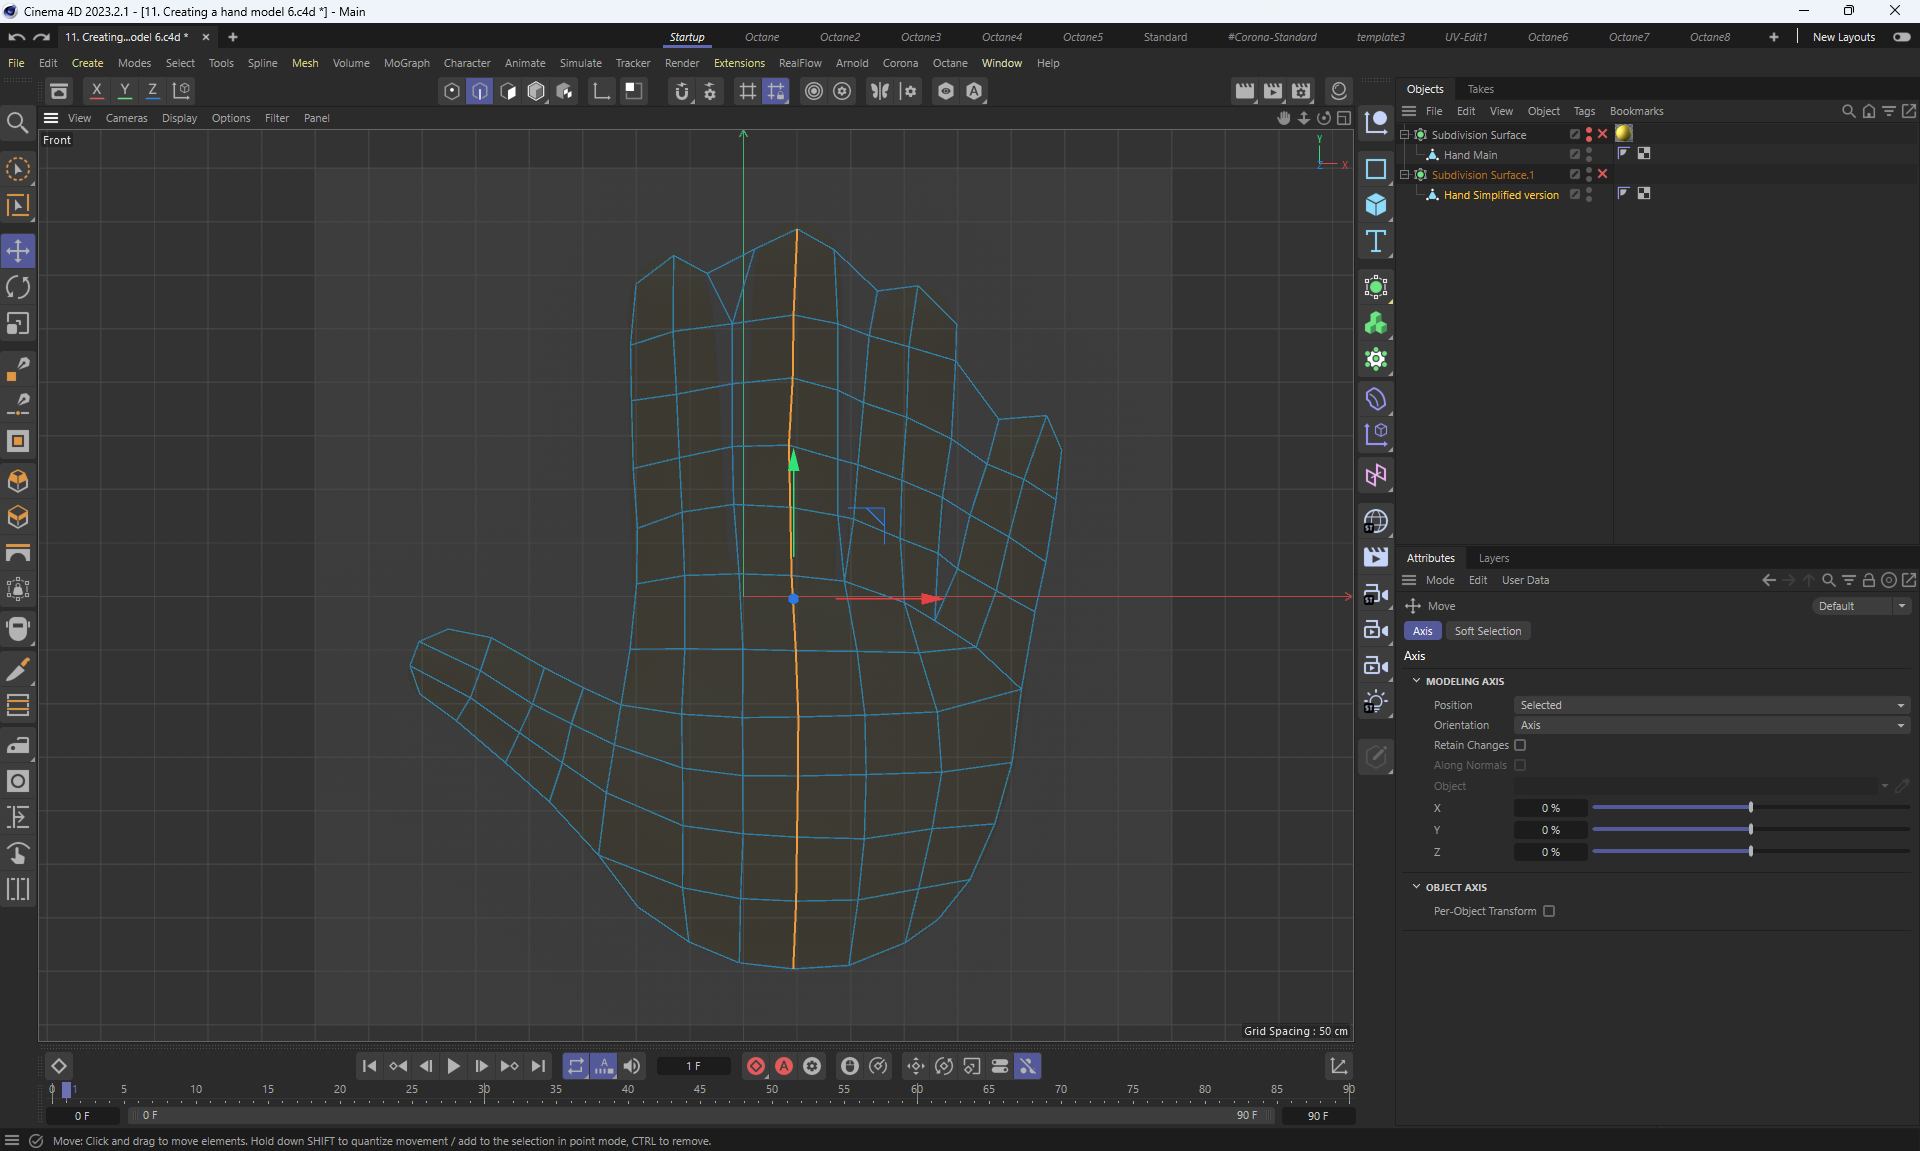 Cinema 4D 2023.2.1 - [11. Creating a hand model 6.c4d *] - Main
11. Creating...odel 6.c4d *
Startup Octane Octane2 Octane3 Octane4 Octane5 Standard #Corona-Standard template3 UV-Edit1 Octane6 Octane7 Octane8 New Layouts
File Edit Create Modes Select Tools Spline Mesh Volume MoGraph Character Animate Simulate Tracker Render Extensions RealFlow Arnold Corona Octane Window Help
X Y Z
Objects Takes
View Cameras Display Options Filter Panel
File Edit View Object Tags Bookmarks
Front
Y
X
Z
Subdivision Surface
Hand Main
Subdivision Surface.1
Hand Simplified version
Attributes Layers
Mode Edit User Data
Move
Default
Axis Soft Selection
Axis
MODELING AXIS
Position Selected
Orientation Axis
Retain Changes
Along Normals
Object
X 0 %
Y 0 %
Z 0 %
OBJECT AXIS
Per-Object Transform
ST
ST
ST
Grid Spacing : 50 cm
1 F
0 1 5 10 15 20 25 30 35 40 45 50 55 60 65 70 75 80 85 90
0 F 0 F 90 F 90 F
Move: Click and drag to move elements. Hold down SHIFT to quantize movement / add to the selection in point mode, CTRL to remove.